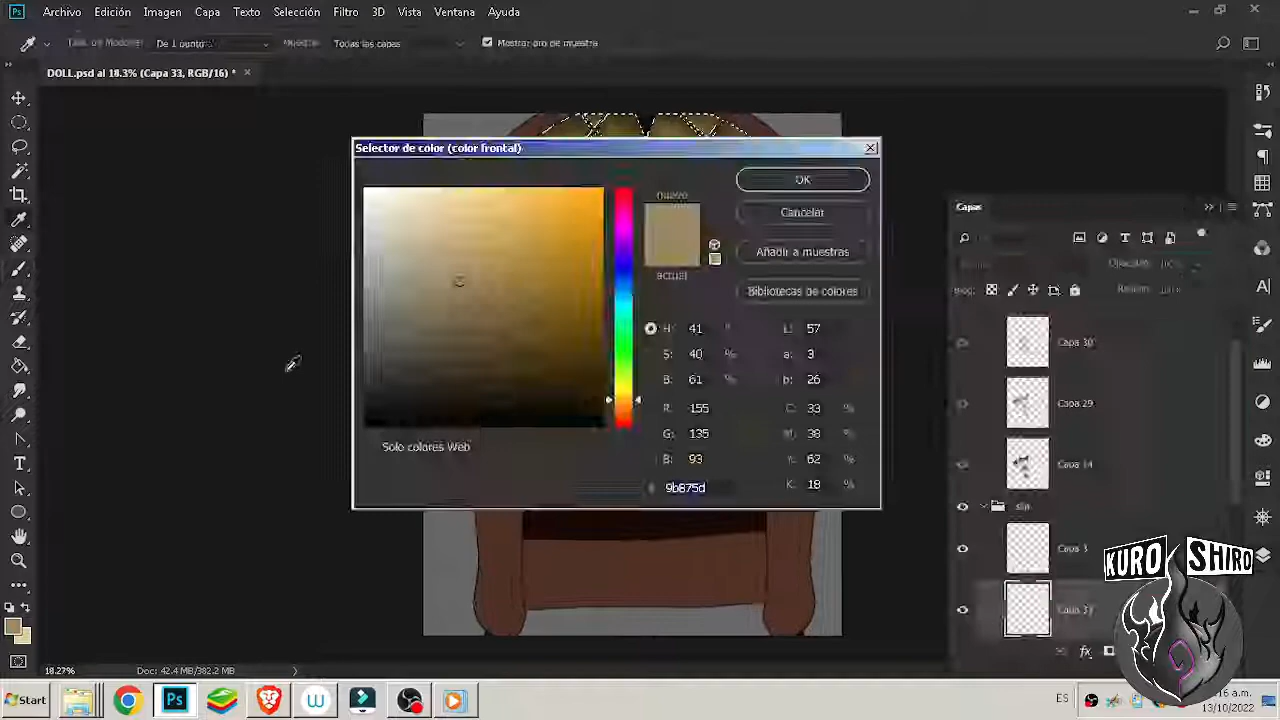 Archivo Edición Imagen Capa Texto Selección Filtro 3D Vista Ventana Ayuda
De 1 punto Todas las capas Mostrar aro de muestra
DOLL.psd al 18.3% (Capa 33, RGB/16) *
Selector de color (color frontal)
nuevo
actual
OK
Cancelar
Añadir a muestras
Bibliotecas de colores
H: 41 °
S: 40 %
B: 61 %
R: 155
G: 135
B: 93
9b875d
L: 57
a: 3
b: 26
C: 33 %
M: 38 %
Y: 62 %
K: 18 %
Solo colores Web
Capas
Capa 30
Capa 29
Capa 14
Capa 3
KURO SHIRO
18.27% Doc: 42.4 MB/382.2 MB
Start
ES
16 a.m.
13/10/2022